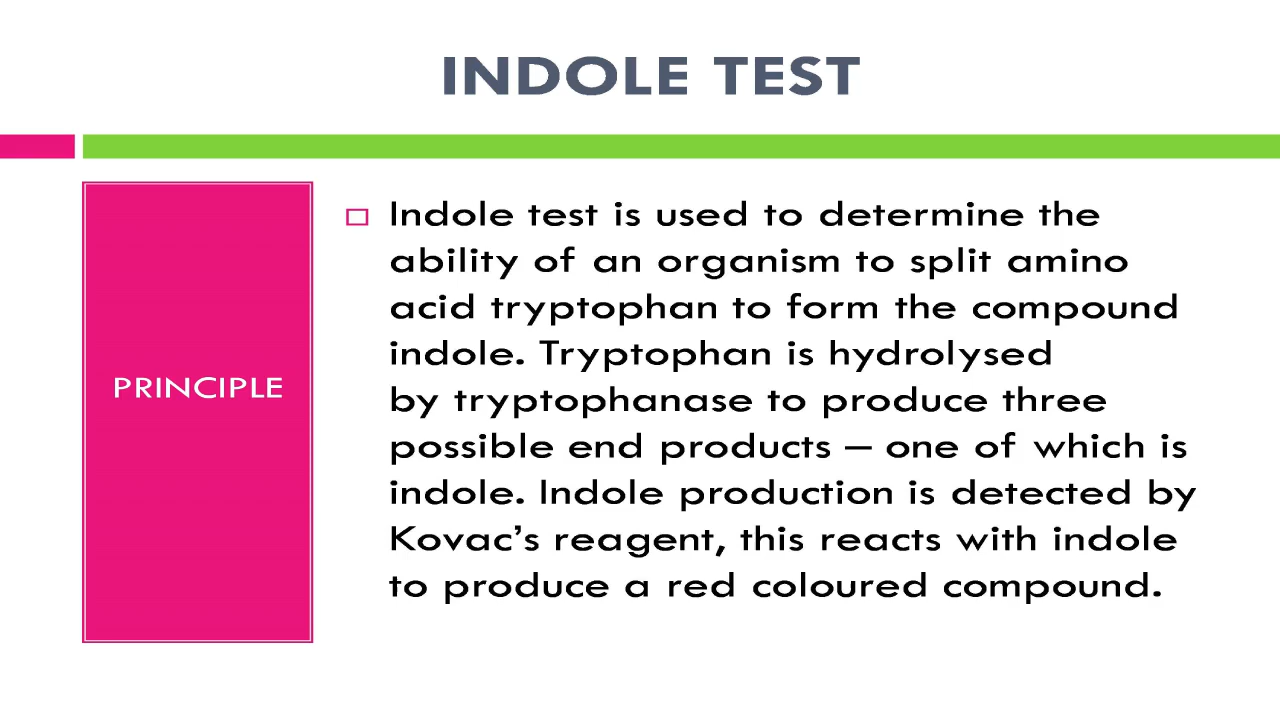 INDOLE TEST
PRINCIPLE
Indole test is used to determine the
ability of an organism to split amino
acid tryptophan to form the compound
indole. Tryptophan is hydrolysed
by tryptophanase to produce three
possible end products – one of which is
indole. Indole production is detected by
Kovac’s reagent, this reacts with indole
to produce a red coloured compound.